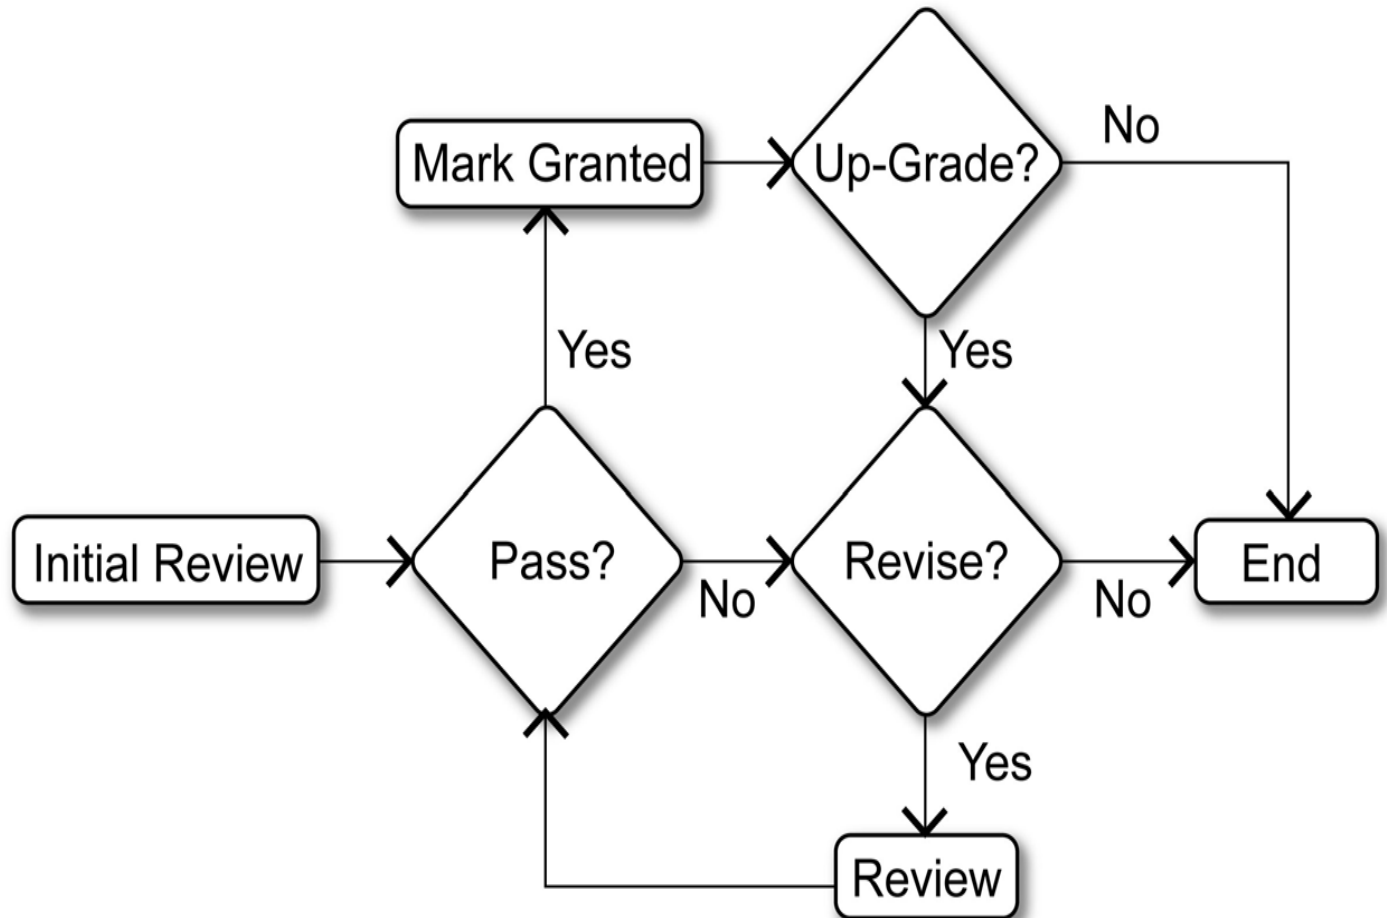 No
Mark Granted
Up-Grade?
Yes
Yes
Initial Review
Pass?
No
Revise?
No
End
Yes
Review